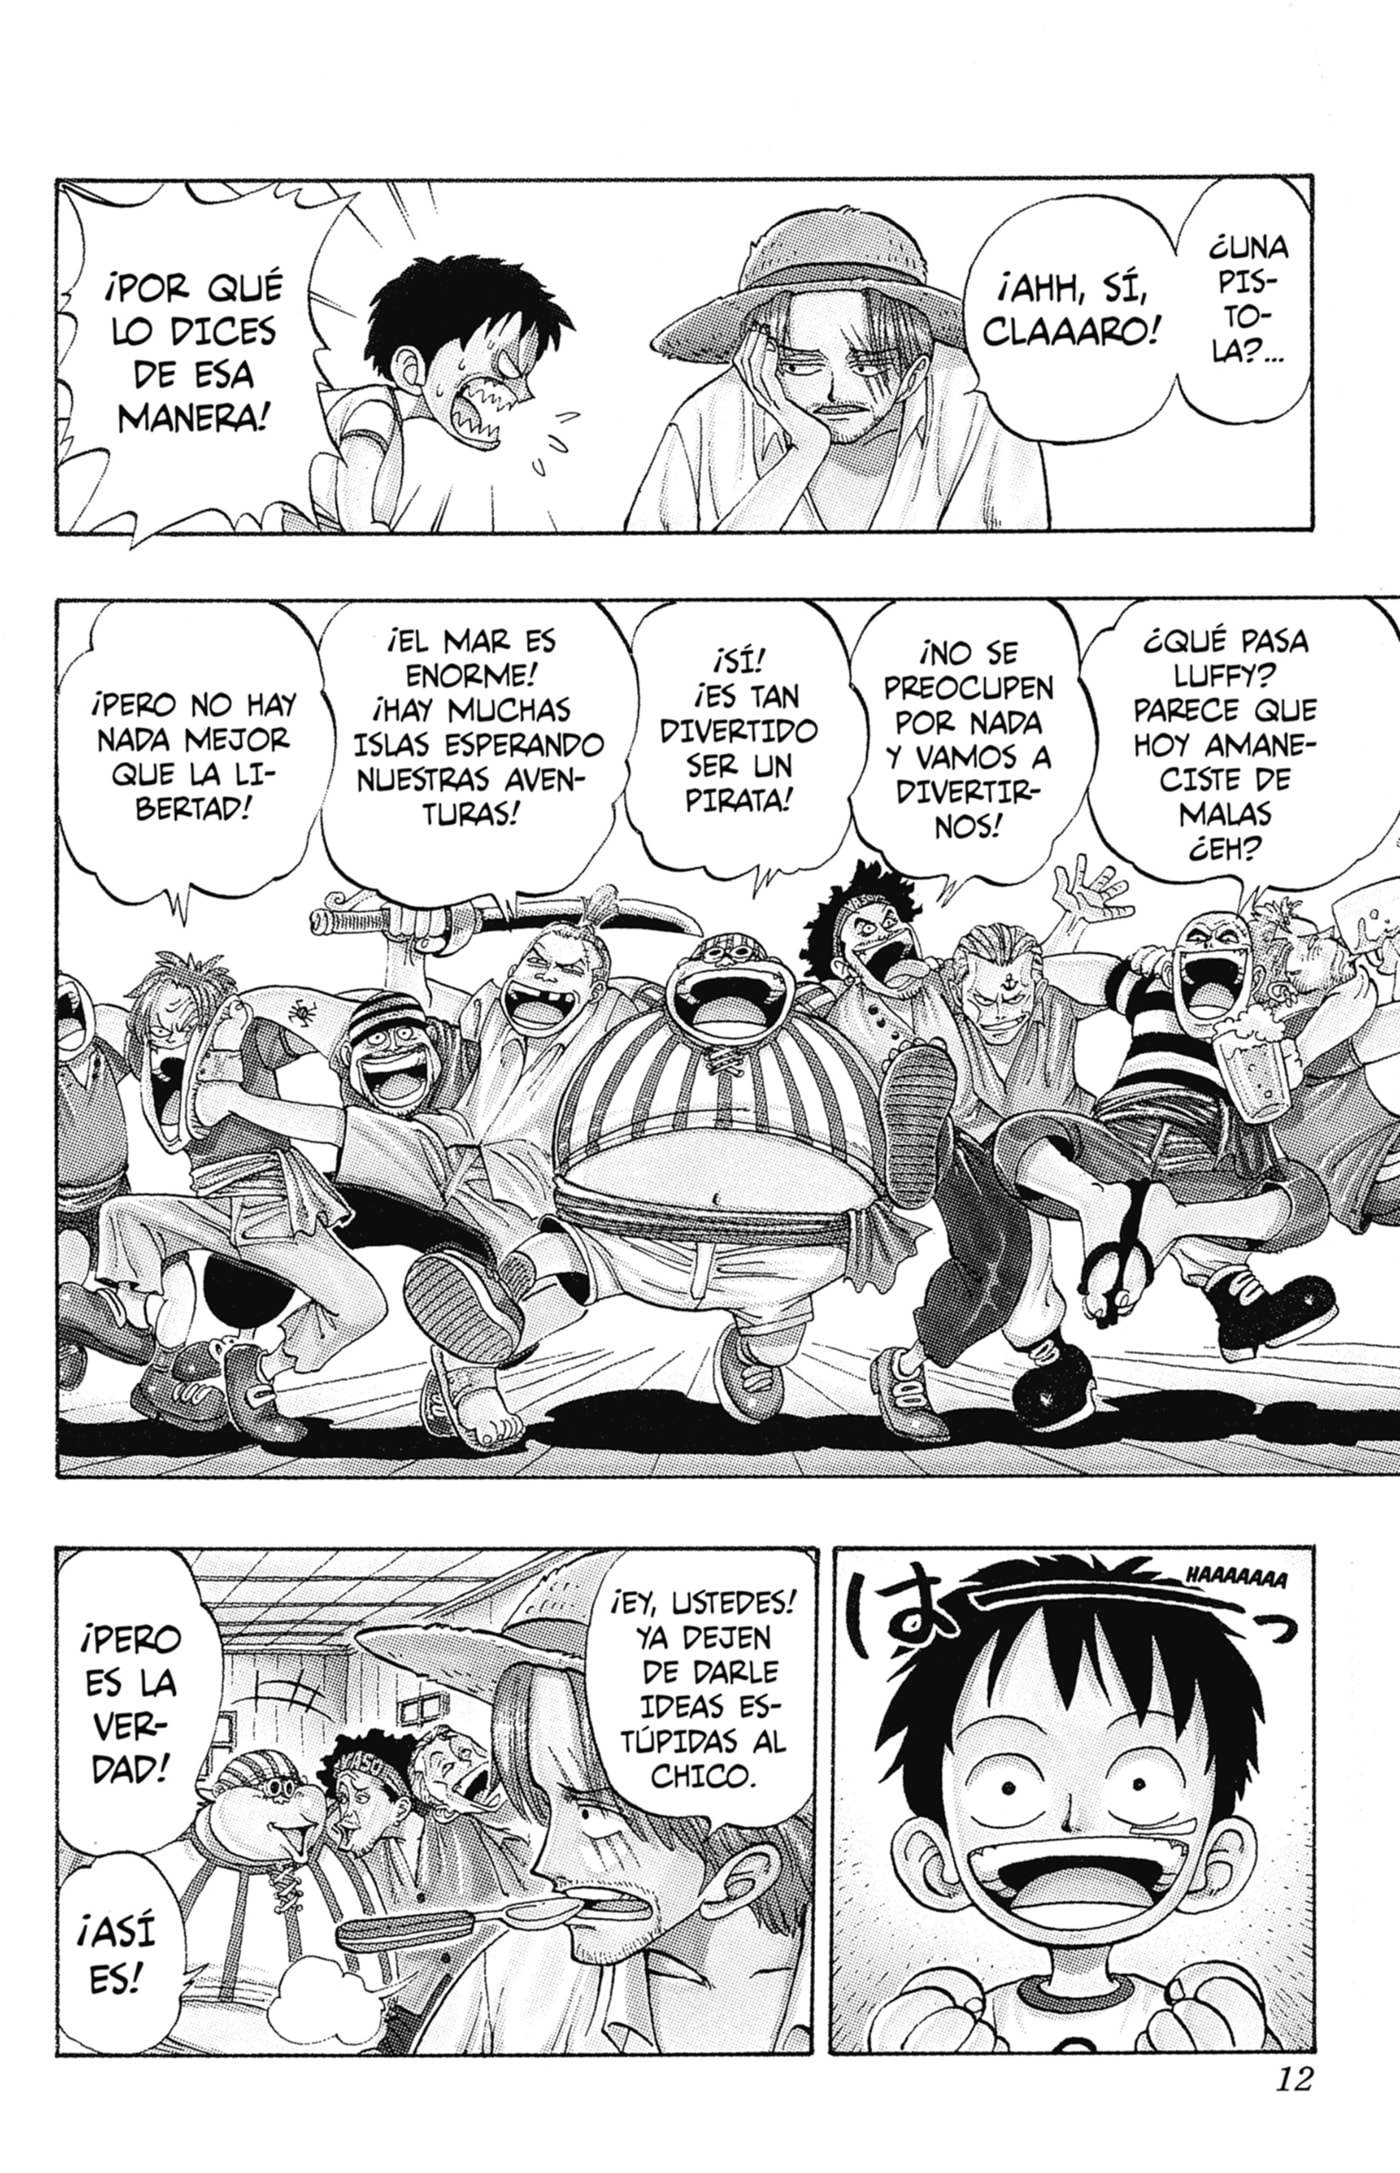 ¿UNA
PIS-
TO-
LA?...
¡AHH, SÍ,
CLAAARO!
¡POR QUÉ
LO DICES
DE ESA
MANERA!
¿QUÉ PASA
LUFFY?
PARECE QUE
HOY AMANE-
CISTE DE
MALAS
¿EH?
¡NO SE
PREOCUPEN
POR NADA
Y VAMOS A
DIVERTIR-
NOS!
¡SÍ!
¡ES TAN
DIVERTIDO
SER UN
PIRATA!
¡EL MAR ES
ENORME!
¡HAY MUCHAS
ISLAS ESPERANDO
NUESTRAS AVEN-
TURAS!
¡PERO NO HAY
NADA MEJOR
QUE LA LI-
BERTAD!
HAAAAAAA
はっ
¡EY, USTEDES!
YA DEJEN
DE DARLE
IDEAS ES-
TÚPIDAS AL
CHICO.
¡PERO
ES LA
VER-
DAD!
¡ASÍ
ES!
12